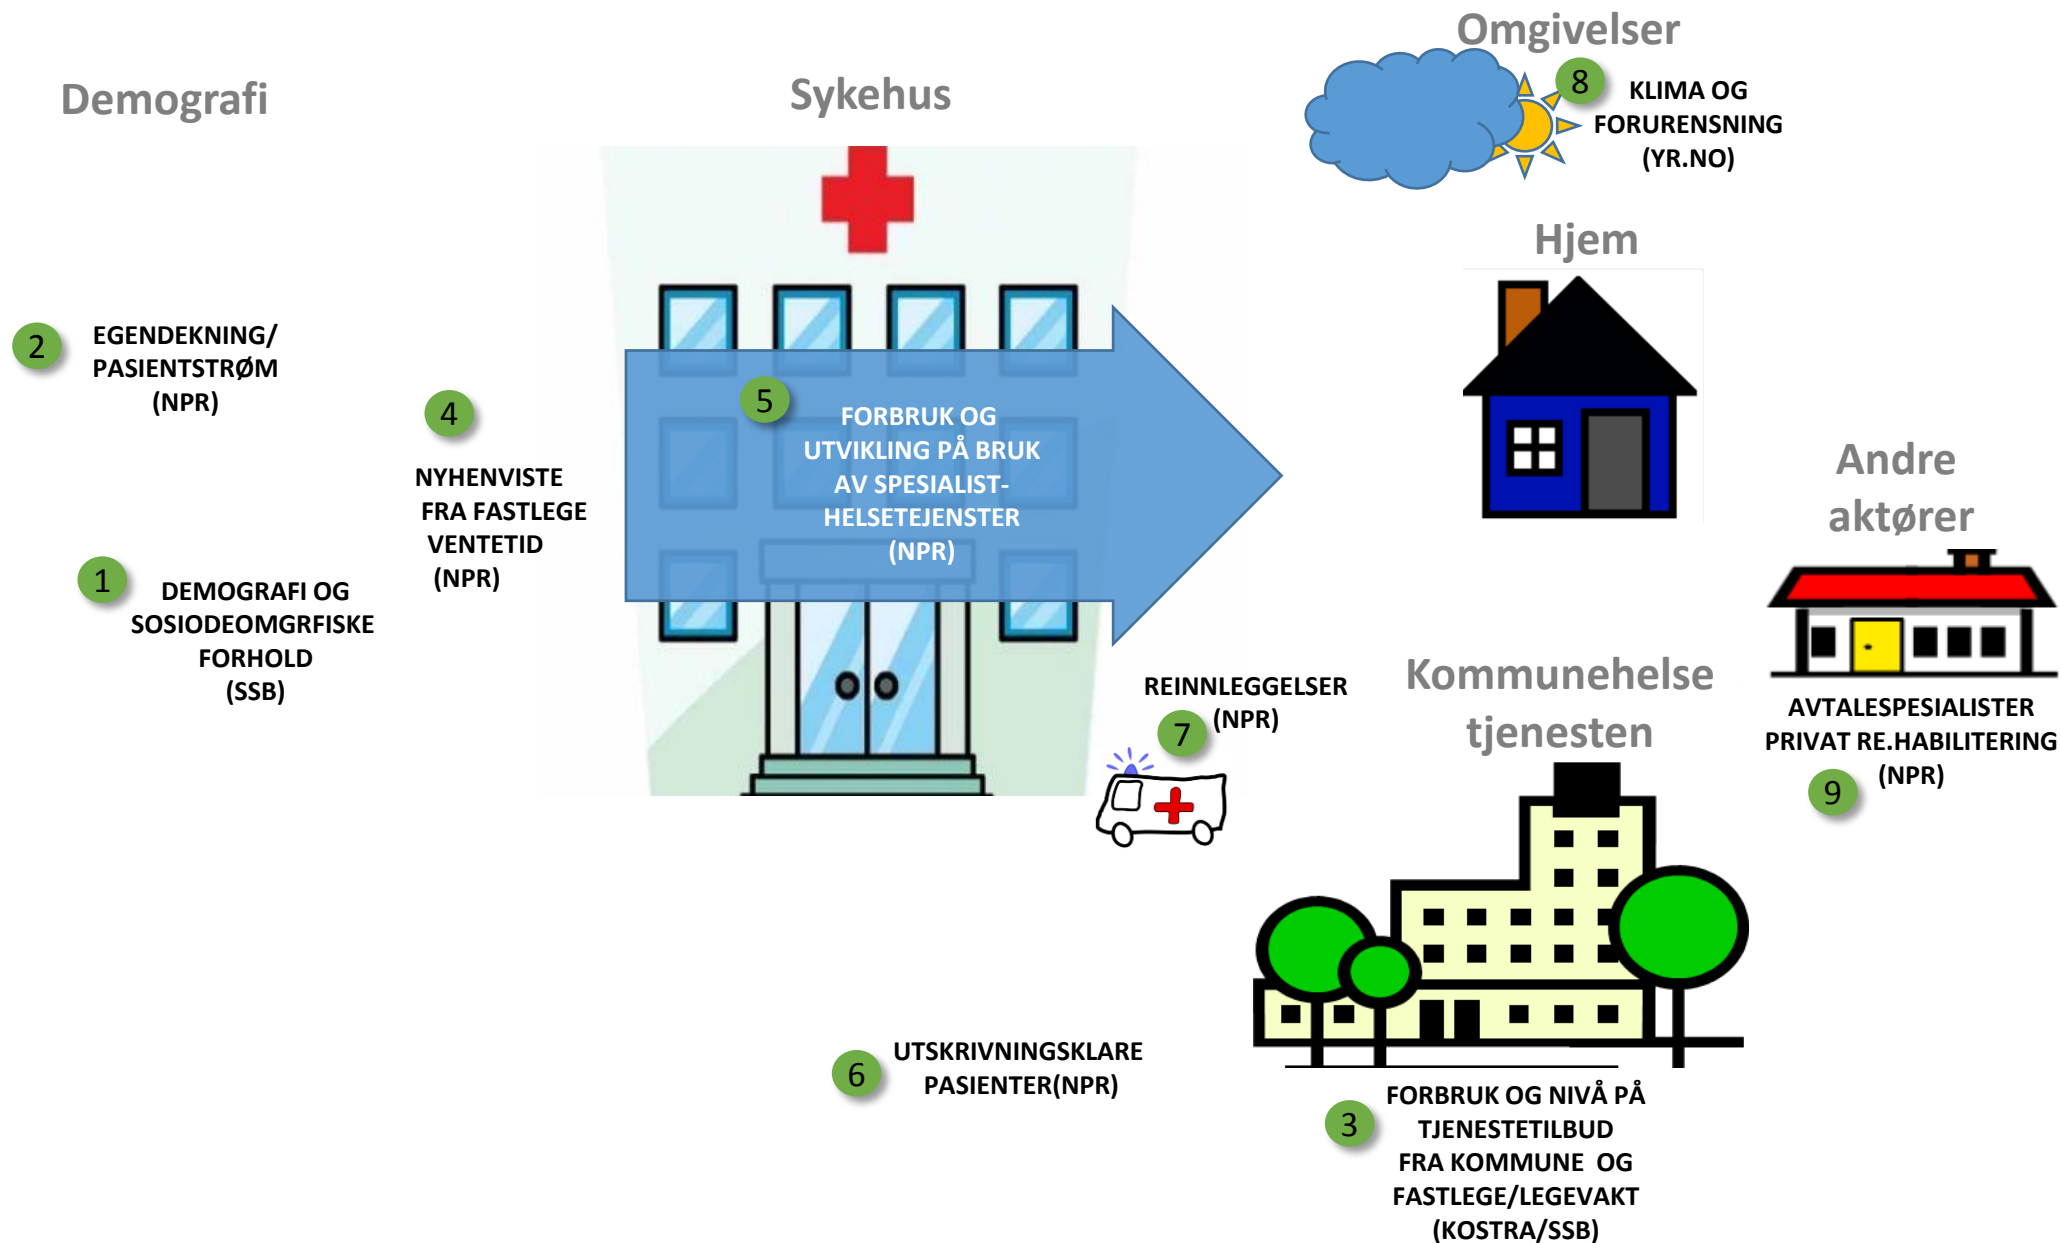 Demografi
Sykehus
Omgivelser
8
KLIMA OG
FORURENSNING
(YR.NO)
Hjem
2
EGENDEKNING/
PASIENTSTRØM
(NPR)
4
NYHENVISTE
FRA FASTLEGE
VENTETID
(NPR)
5
FORBRUK OG
UTVIKLING PÅ BRUK
AV SPESIALIST-
HELSETEJENSTER
(NPR)
1
DEMOGRAFI OG
SOSIODEOMGRFISKE
FORHOLD
(SSB)
Andre
aktører
AVTALESPESIALISTER
PRIVAT RE.HABILITERING
(NPR)
9
REINNLEGGELSER
(NPR)
7
Kommunehelse
tjenesten
6
UTSKRIVNINGSKLARE
PASIENTER(NPR)
3
FORBRUK OG NIVÅ PÅ
TJENESTETILBUD
FRA KOMMUNE  OG
FASTLEGE/LEGEVAKT
(KOSTRA/SSB)